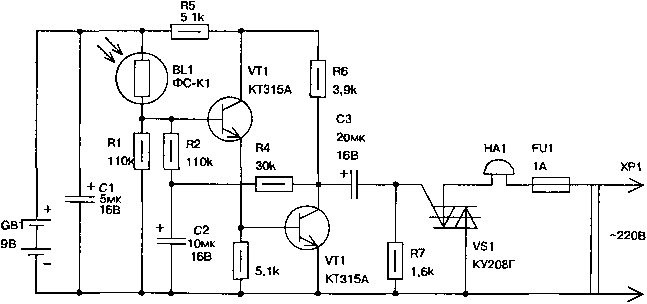 R5
5.1k
BL1
ФС-К1
VT1
КТ315А
R6
3,9k
C3
20мк
16В
HA1
FU1
1А
XP1
R1
110k
R2
110k
R4
30k
+
C1
5мк
16В
+
GB1
9В
−
+
C2
10мк
16В
5.1k
VT1
КТ315А
+
R7
1,6k
VS1
КУ208Г
~220В